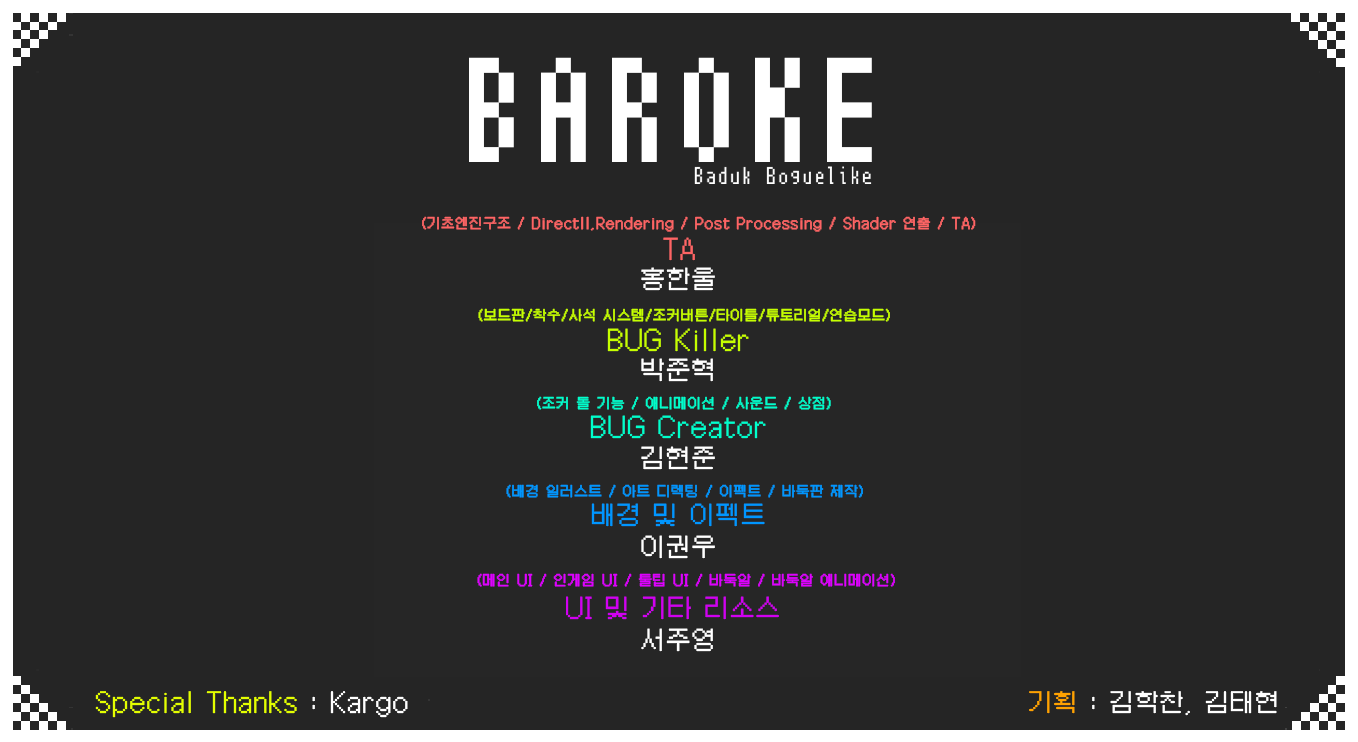 BAROKE
Baduk Boguelike
(기초엔진구조 / Direct11,Rendering / Post Processing / Shader 연출 / TA)
TA
홍한울
(보드판/착수/사석 시스템/조커버튼/타이틀/튜토리얼/연습모드)
BUG Killer
박준혁
(조커 돌 기능 / 애니메이션 / 사운드 / 상점)
BUG Creator
김현준
(배경 일러스트 / 아트 디렉팅 / 이펙트 / 바둑판 제작)
배경 및 이펙트
이권우
(메인 UI / 인게임 UI / 툴팁 UI / 바둑알 / 바둑알 애니메이션)
UI 및 기타 리소스
서주영
Special Thanks : Kargo
기획 : 김학찬, 김태현